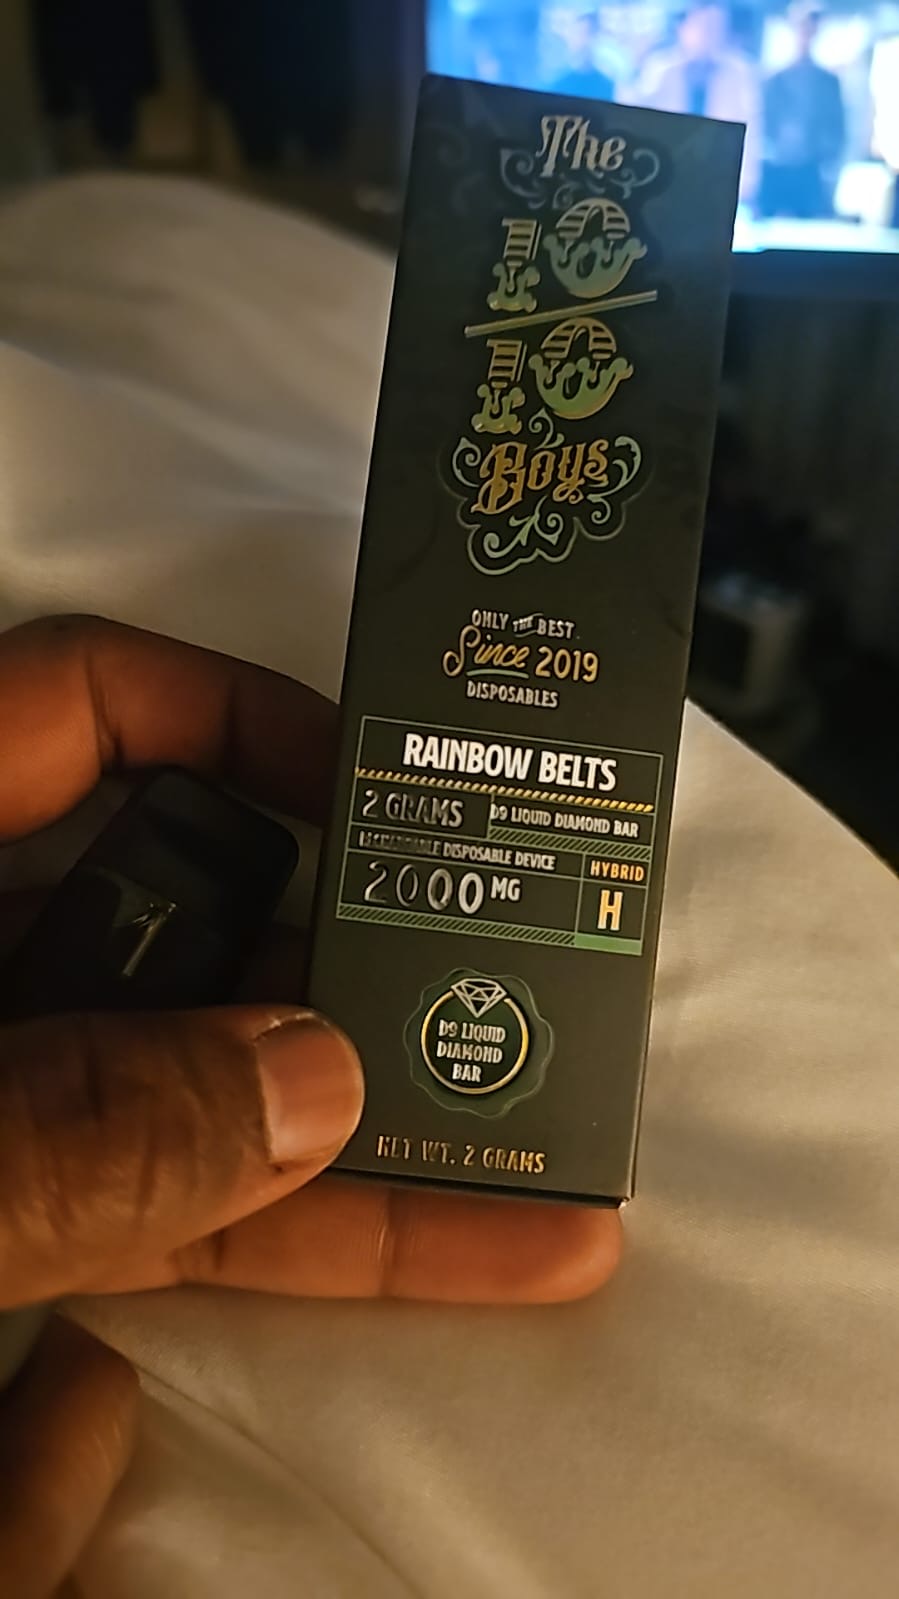 The
10
10
Boys
ONLY THE BEST
Since 2019
DISPOSABLES
RAINBOW BELTS
2 GRAMS
D9 LIQUID DIAMOND BAR
RECHARGEABLE DISPOSABLE DEVICE
2000 MG
HYBRID
H
D9 LIQUID
DIAMOND
BAR
NET WT. 2 GRAMS